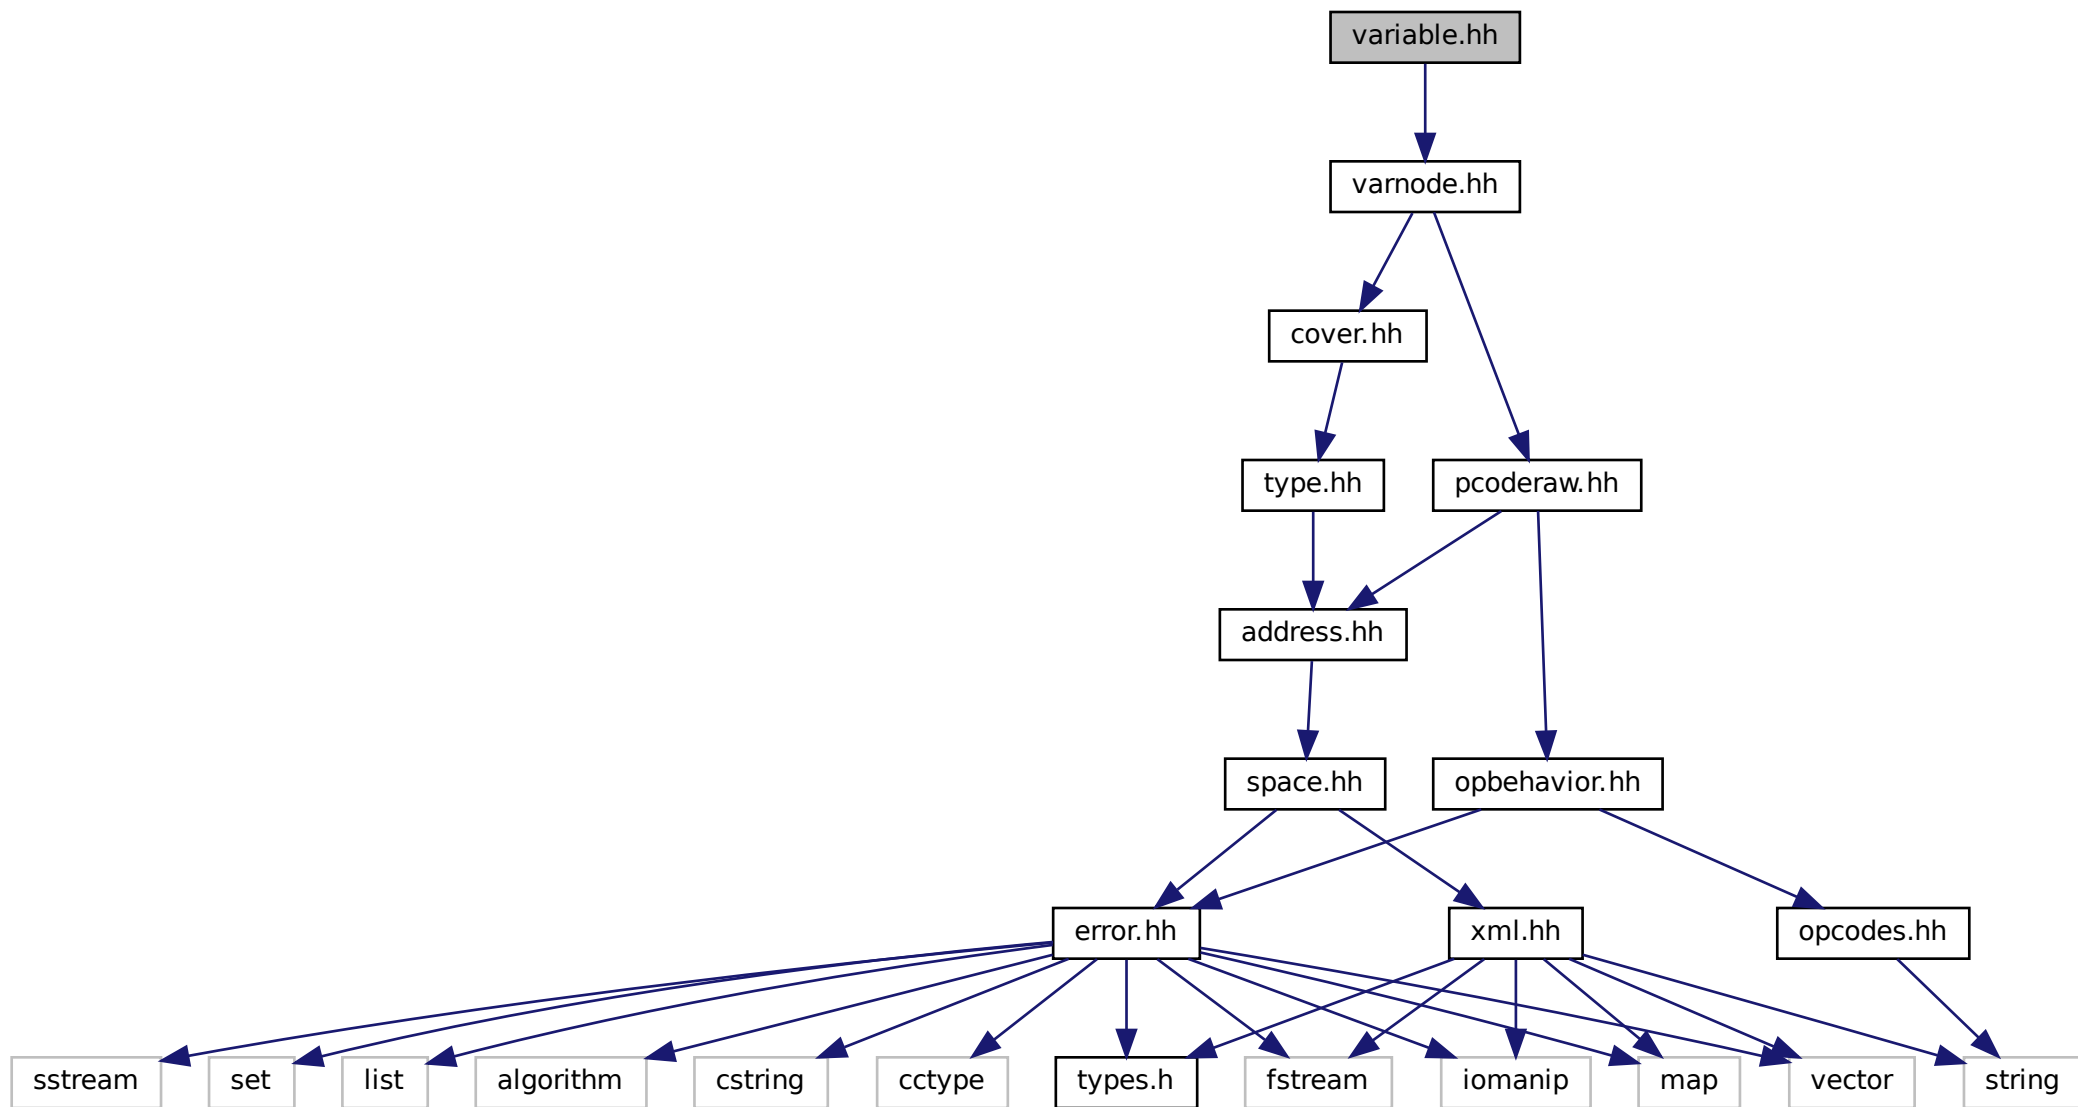 variable.hh
varnode.hh
cover.hh
type.hh
pcoderaw.hh
address.hh
space.hh
opbehavior.hh
error.hh
xml.hh
opcodes.hh
sstream
set
list
algorithm
cstring
cctype
types.h
fstream
iomanip
map
vector
string